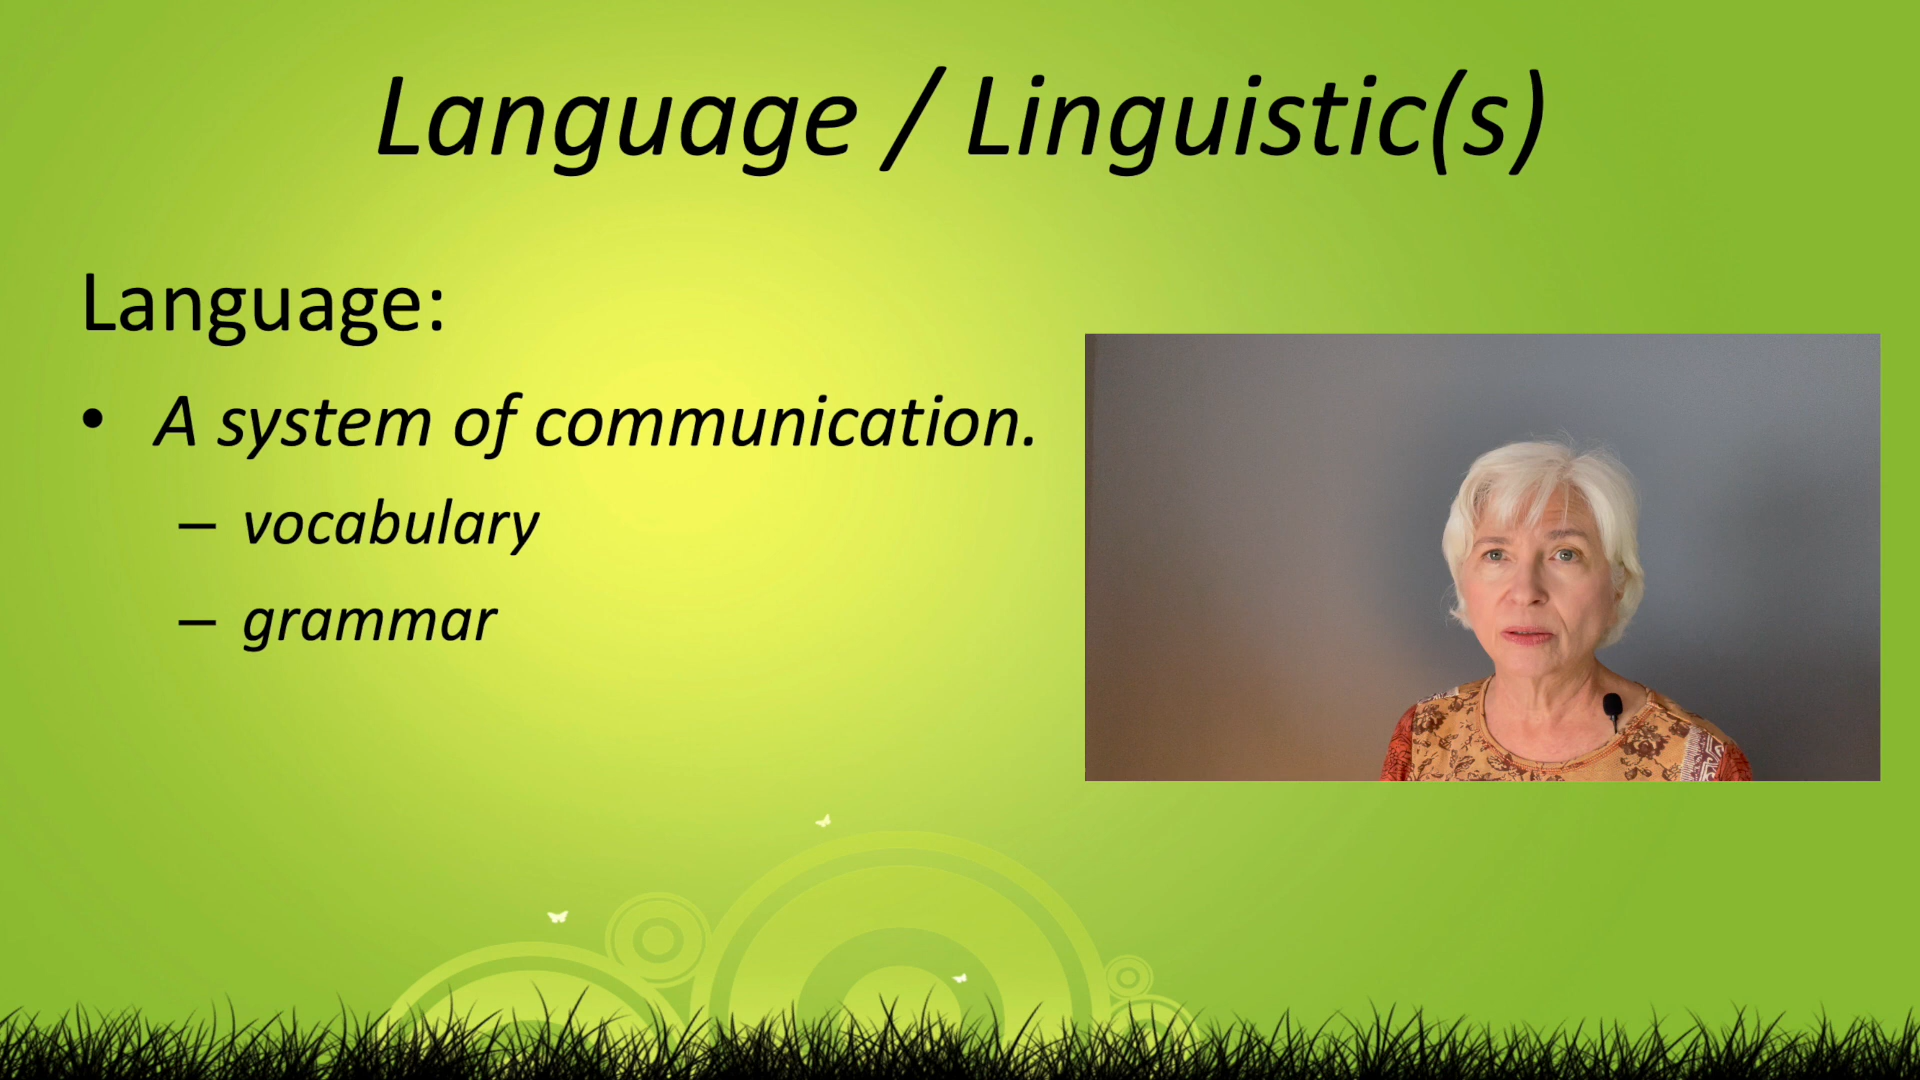 Language / Linguistic(s)
Language:
• A system of communication.
– vocabulary
– grammar